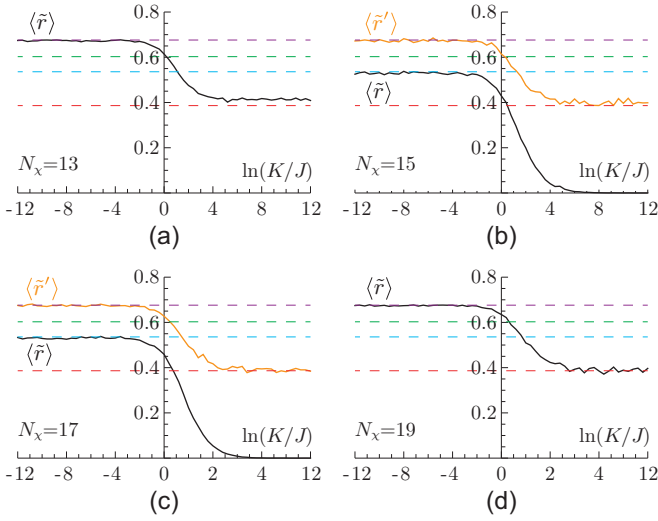 ⟨r̃⟩
0.8
0.6
0.4
0.2
N_χ=13
ln(K/J)
-12 -8 -4 0 4 8 12
(a)
⟨r̃′⟩
0.8
0.6
0.4
⟨r̃⟩
0.2
N_χ=15
ln(K/J)
-12 -8 -4 0 4 8 12
(b)
⟨r̃′⟩
0.8
0.6
⟨r̃⟩
0.4
0.2
N_χ=17
ln(K/J)
-12 -8 -4 0 4 8 12
(c)
⟨r̃⟩
0.8
0.6
0.4
0.2
N_χ=19
ln(K/J)
-12 -8 -4 0 4 8 12
(d)